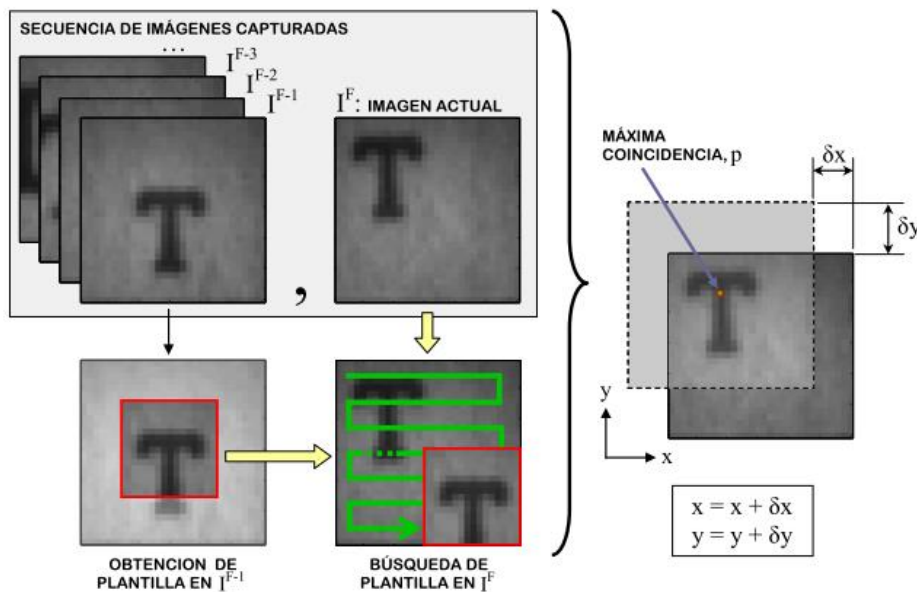 SECUENCIA DE IMÁGENES CAPTURADAS
...
I^F-3
I^F-2
I^F-1
I^F: IMAGEN ACTUAL
T
T
,
MÁXIMA
COINCIDENCIA, p
δx
δy
T
y
x
T
T
T
OBTENCION DE
PLANTILLA EN I^F-1
BÚSQUEDA DE
PLANTILLA EN I^F
x = x + δx
y = y + δy